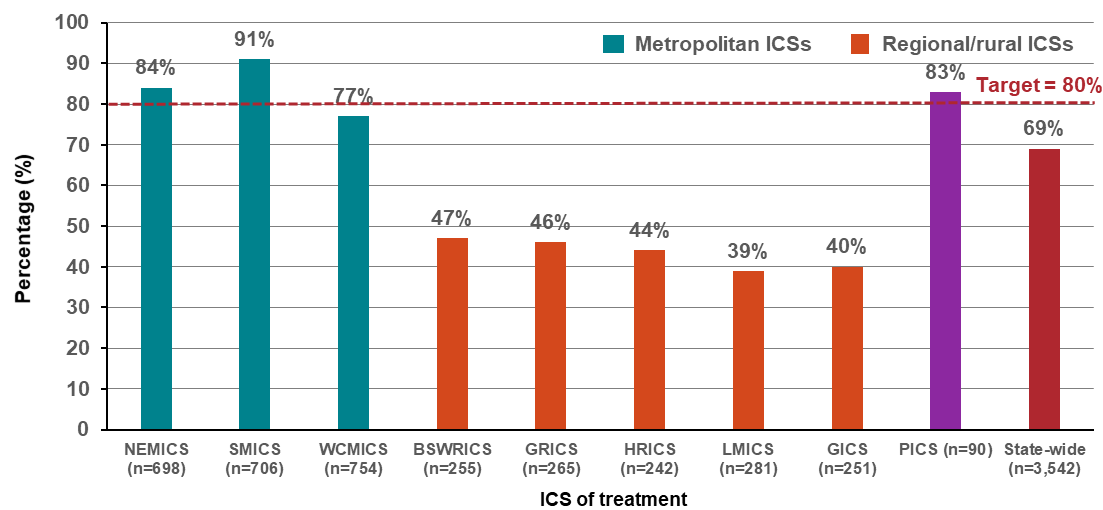 100
90
80
70
60
50
40
30
20
10
0
Percentage (%)
Metropolitan ICSs
Regional/rural ICSs
Target = 80%
84%
91%
77%
47%
46%
44%
39%
40%
83%
69%
NEMICS
(n=698)
SMICS
(n=706)
WCMICS
(n=754)
BSWRICS
(n=255)
GRICS
(n=265)
HRICS
(n=242)
LMICS
(n=281)
GICS
(n=251)
PICS (n=90)
State-wide
(n=3,542)
ICS of treatment